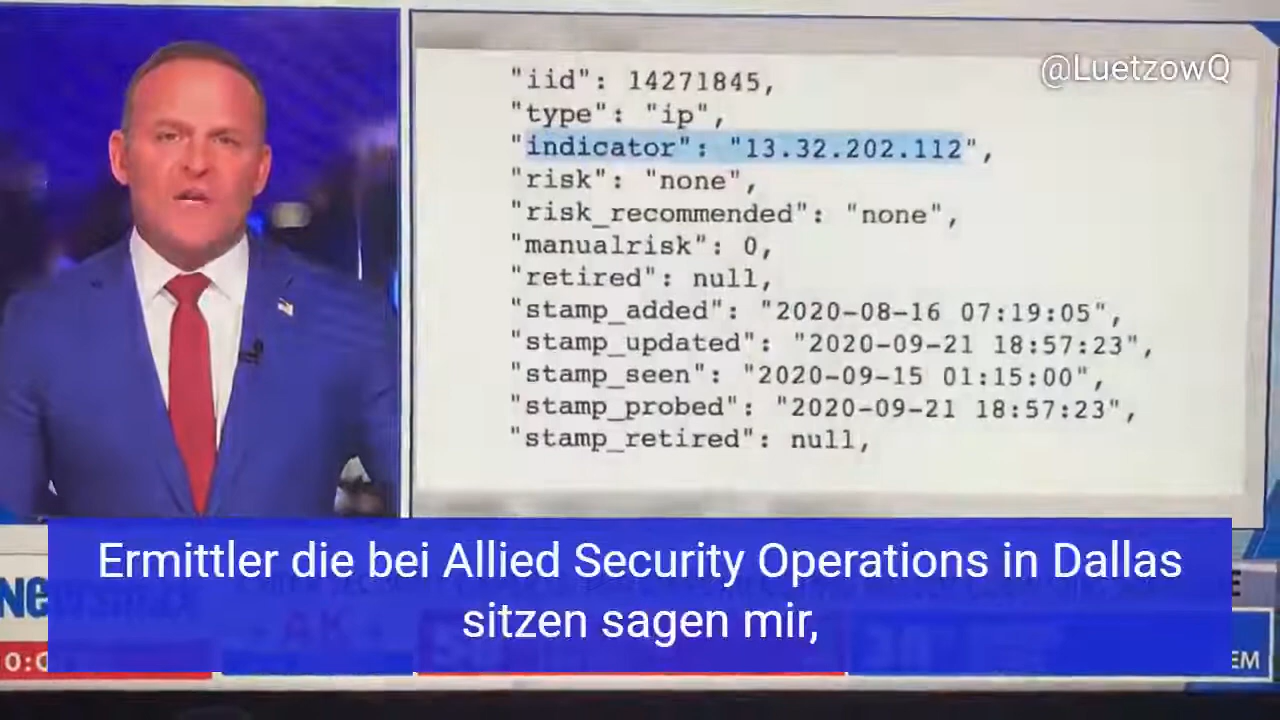 @LuetzowQ
"iid": 14271845,
"type": "ip",
"indicator": "13.32.202.112",
"risk": "none",
"risk_recommended": "none",
"manualrisk": 0,
"retired": null,
"stamp_added": "2020-08-16 07:19:05",
"stamp_updated": "2020-09-21 18:57:23",
"stamp_seen": "2020-09-15 01:15:00",
"stamp_probed": "2020-09-21 18:57:23",
"stamp_retired": null,
Ermittler die bei Allied Security Operations in Dallas
sitzen sagen mir,